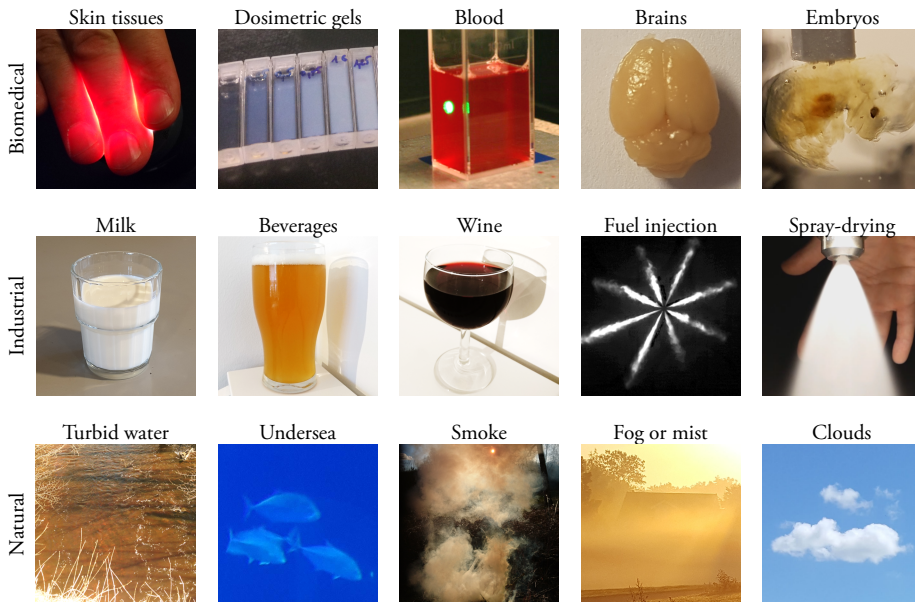 Skin tissues
Dosimetric gels
Blood
Brains
Embryos
Biomedical
Milk
Beverages
Wine
Fuel injection
Spray-drying
Industrial
Turbid water
Undersea
Smoke
Fog or mist
Clouds
Natural